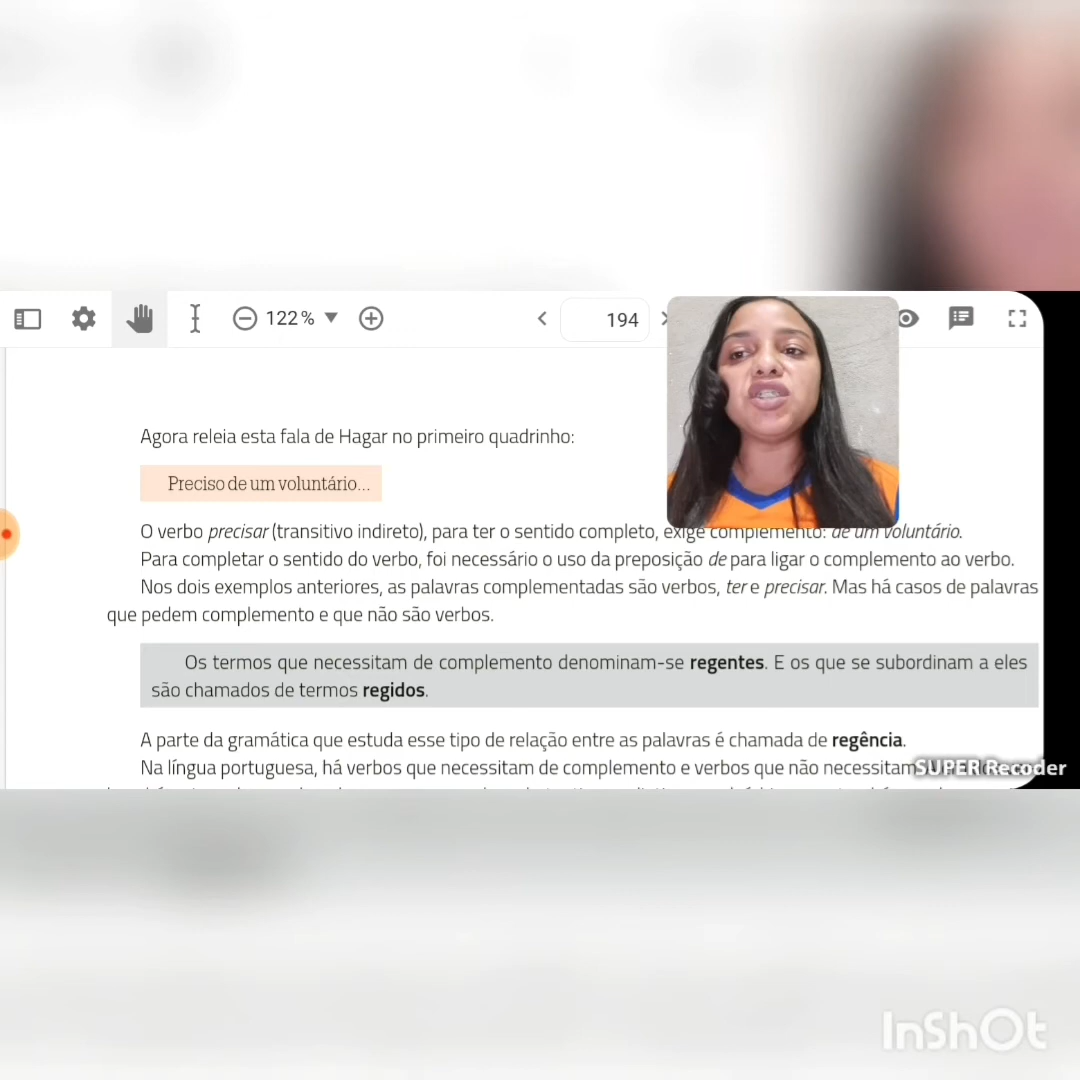 122%
194
Agora releia esta fala de Hagar no primeiro quadrinho:
Preciso de um voluntário...
O verbo precisar (transitivo indireto), para ter o sentido completo, exige complemento: de um voluntário.
Para completar o sentido do verbo, foi necessário o uso da preposição de para ligar o complemento ao verbo.
Nos dois exemplos anteriores, as palavras complementadas são verbos, ter e precisar. Mas há casos de palavras
que pedem complemento e que não são verbos.
Os termos que necessitam de complemento denominam-se regentes. E os que se subordinam a eles
são chamados de termos regidos.
A parte da gramática que estuda esse tipo de relação entre as palavras é chamada de regência.
Na língua portuguesa, há verbos que necessitam de complemento e verbos que não necessitam
SUPER Recorder
InShOt